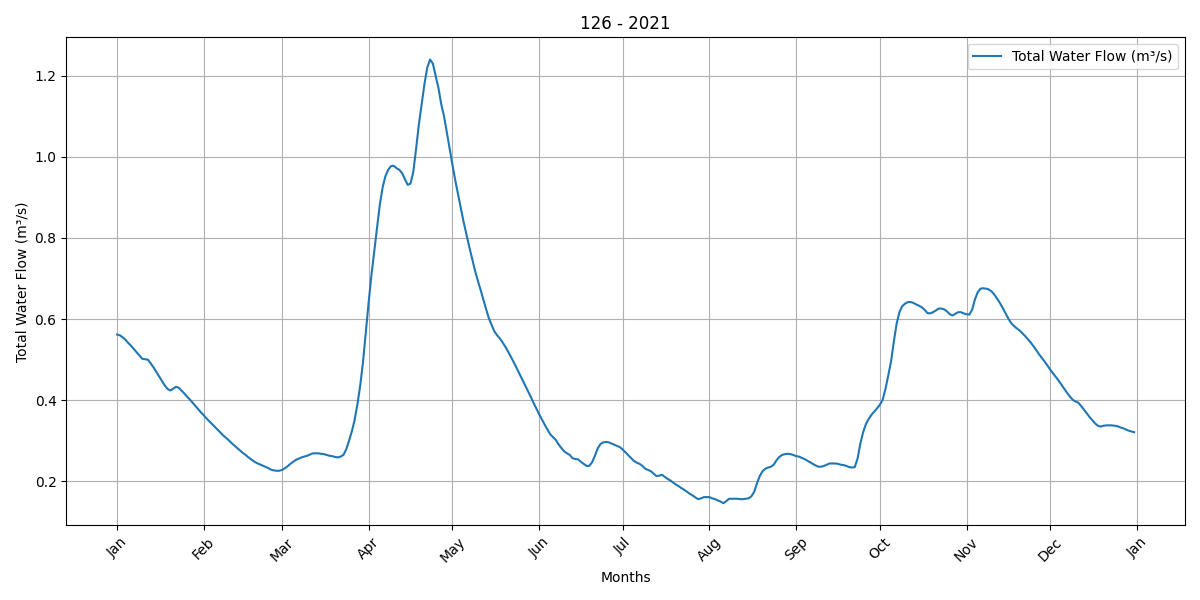 126 - 2021
Total Water Flow (m³/s)
Total Water Flow (m³/s)
1.2
1.0
0.8
0.6
0.4
0.2
Jan
Feb
Mar
Apr
May
Jun
Jul
Aug
Sep
Oct
Nov
Dec
Jan
Months